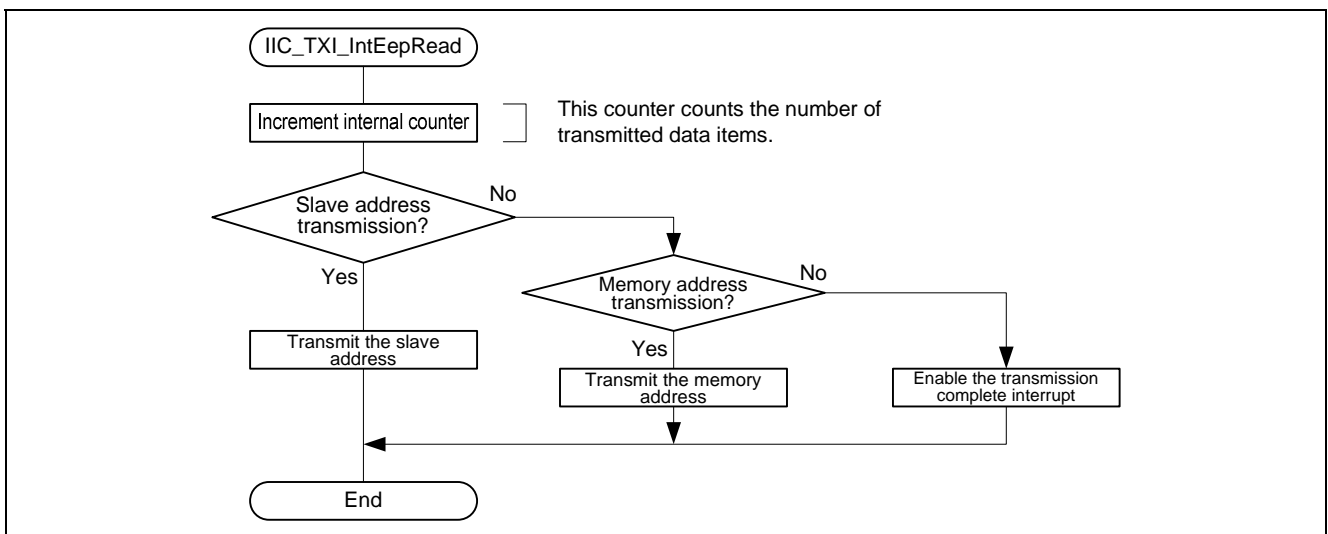 IIC_TXI_IntEepRead
Increment internal counter
This counter counts the number of
transmitted data items.
Slave address
transmission?
No
Yes
Memory address
transmission?
No
Yes
Transmit the slave
address
Transmit the memory
address
Enable the transmission
complete interrupt
End